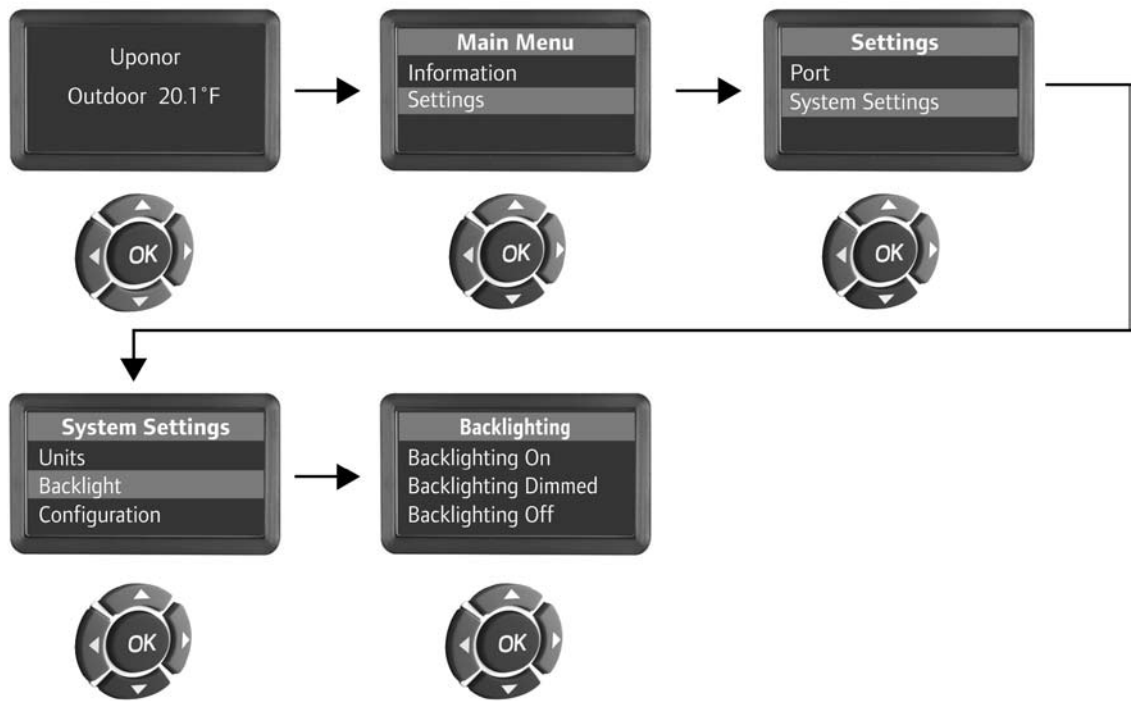 Uponor
Outdoor 20.1°F
Main Menu
Information
Settings
Settings
Port
System Settings
OK
OK
OK
System Settings
Units
Backlight
Configuration
Backlighting
Backlighting On
Backlighting Dimmed
Backlighting Off
OK
OK